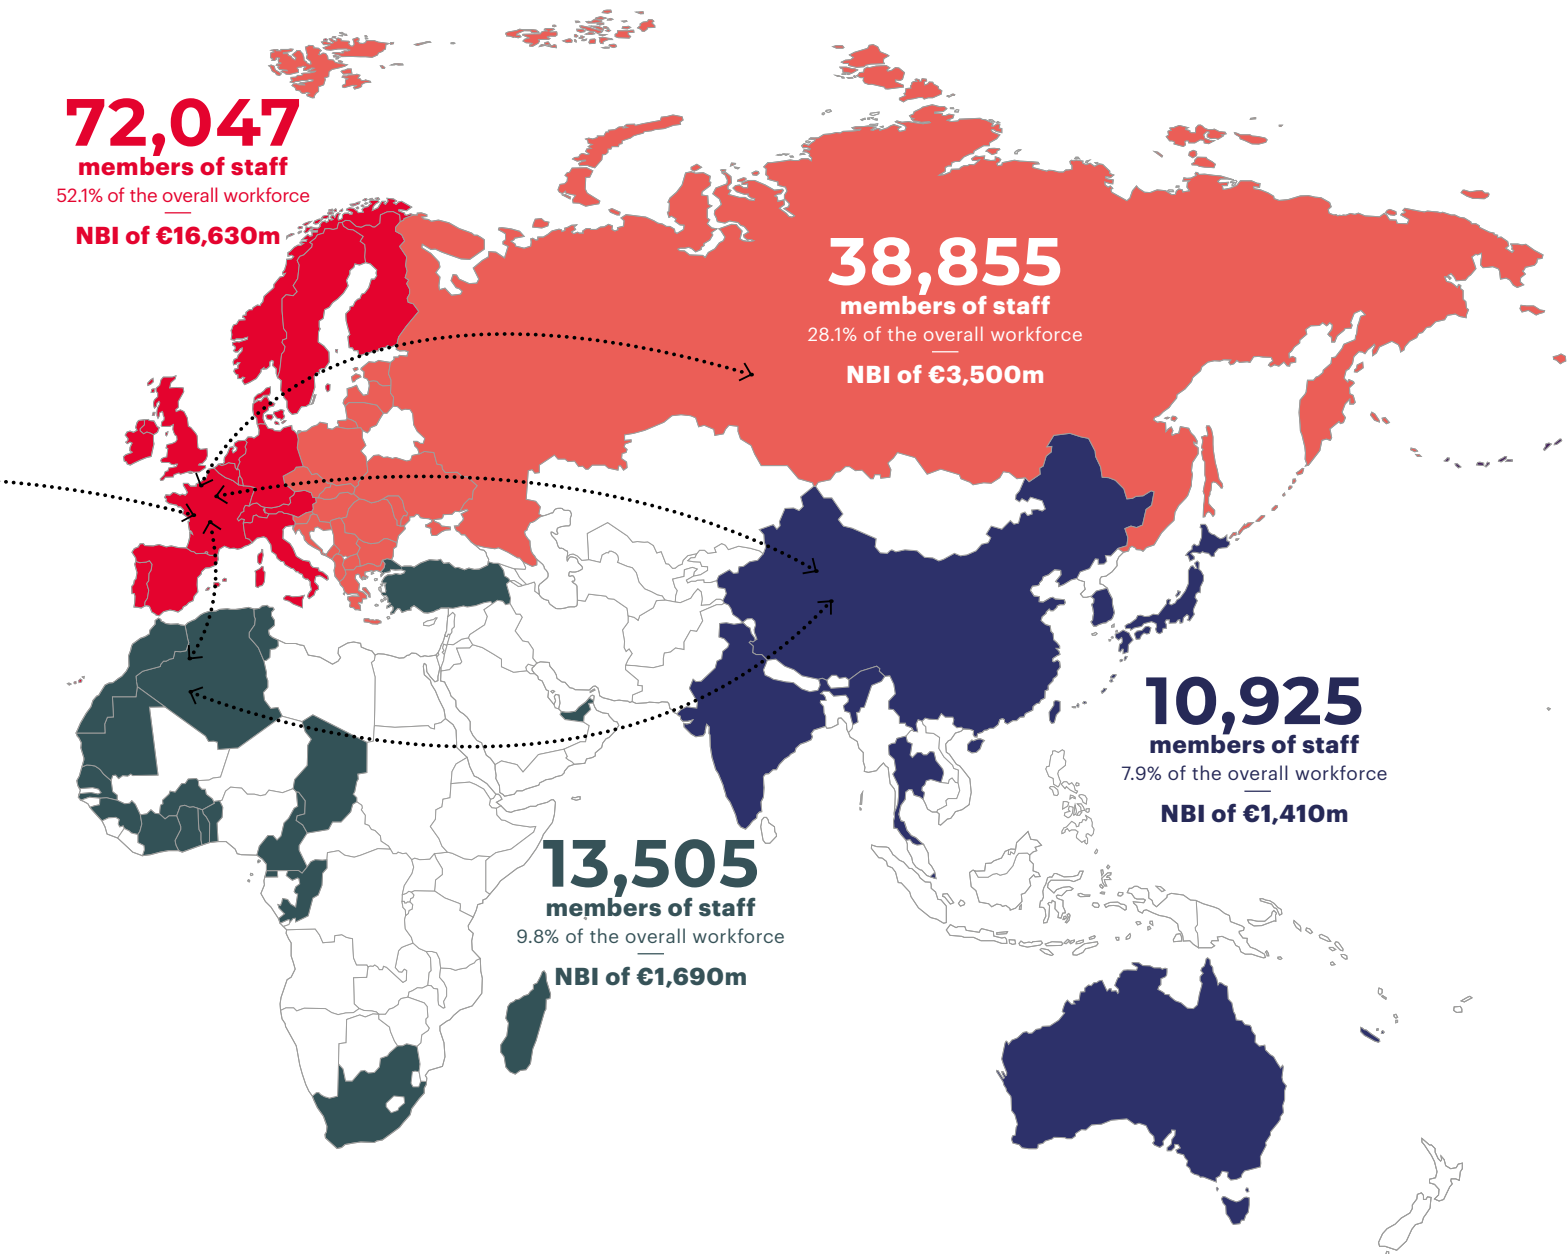 72,047
members of staff
52.1% of the overall workforce
NBI of €16,630m
38,855
members of staff
28.1% of the overall workforce
NBI of €3,500m
10,925
members of staff
7.9% of the overall workforce
NBI of €1,410m
13,505
members of staff
9.8% of the overall workforce
NBI of €1,690m